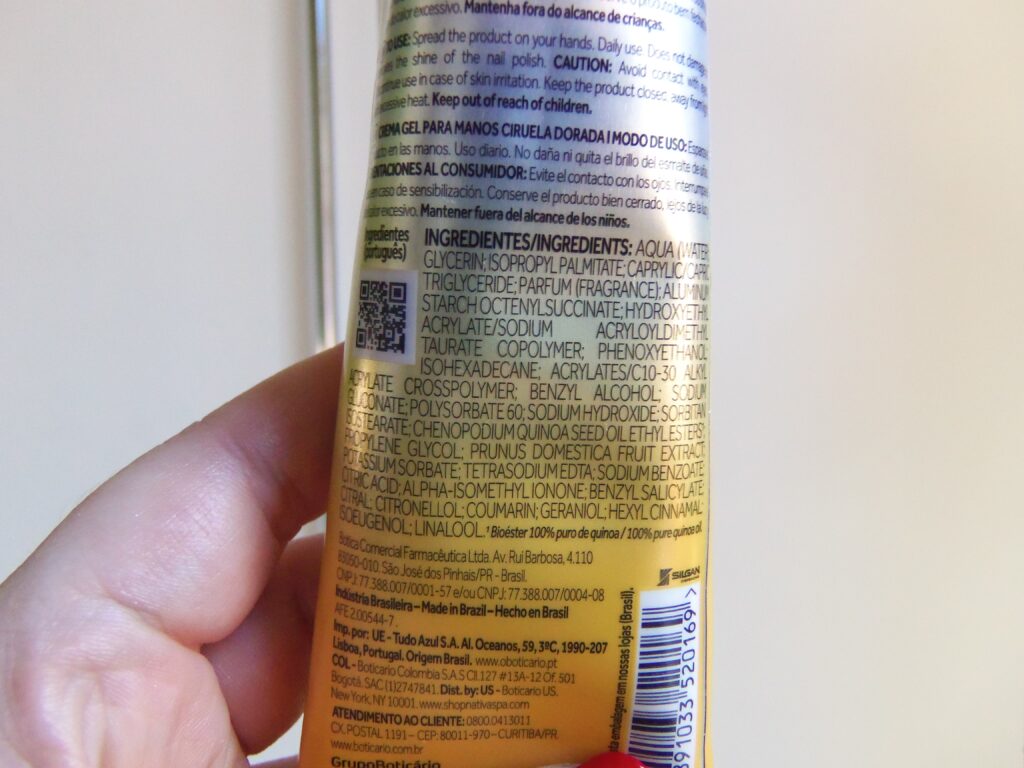 excessivo. Mantenha fora do alcance de crianças.
TO USE: Spread the product on your hands. Daily use. Does not damage
the shine of the nail polish. CAUTION: Avoid contact with
use in case of skin irritation. Keep the product closed, away from
excessive heat. Keep out of reach of children.
CREMA GEL PARA MANOS CIRUELA DORADA I MODO DE USO:
en las manos. Uso diario. No daña ni quita el brillo del esmalte de
AL CONSUMIDOR: Evite el contacto con los ojos,
en caso de sensibilización. Conserve el producto bien cerrado, lejos de la
excesivo. Mantener fuera del alcance de los niños.
Ingredientes
(português)
INGREDIENTES/INGREDIENTS: AQUA (WATER
GLYCERIN; ISOPROPYL PALMITATE; CAPRYLIC/CAPRIC
TRIGLYCERIDE; PARFUM (FRAGRANCE); ALUMINUM
STARCH OCTENYLSUCCINATE; HYDROXYETHYL
ACRYLATE/SODIUM ACRYLOYLDIMETHYL
TAURATE COPOLYMER; PHENOXYETHANOL;
ISOHEXADECANE; ACRYLATES/C10-30 ALKYL
ACRYLATE CROSSPOLYMER; BENZYL ALCOHOL; SODIUM
GLUCONATE; POLYSORBATE 60; SODIUM HYDROXIDE; SORBITAN
ISOSTEARATE; CHENOPODIUM QUINOA SEED OIL ETHYL ESTERS¹;
PROPYLENE GLYCOL; PRUNUS DOMESTICA FRUIT EXTRACT;
POTASSIUM SORBATE; TETRASODIUM EDTA; SODIUM BENZOATE;
CITRIC ACID; ALPHA-ISOMETHYL IONONE; BENZYL SALICYLATE;
CITRAL; CITRONELLOL; COUMARIN; GERANIOL; HEXYL CINNAMAL;
ISOEUGENOL; LINALOOL. ¹ Bioéster 100% puro de quinoa / 100% pure quinoa oil.
Botica Comercial Farmacêutica Ltda. Av. Rui Barbosa, 4.110
83050-010. São José dos Pinhais/PR - Brasil.
CNPJ: 77.388.007/0001-57 e/ou CNPJ: 77.388.007/0004-08
Indústria Brasileira – Made in Brazil – Hecho en Brasil
AFE 2.00544-7.
Imp. por: UE - Tudo Azul S.A. Al. Oceanos, 59, 3ºC, 1990-207
Lisboa, Portugal. Origem Brasil. www.oboticario.pt
COL - Boticario Colombia S.A.S Cl.127 #13A-12 Of. 501
Bogotá. SAC (1)2747841. Dist. by: US - Boticario US.
New York, NY 10001. www.shopnativaspa.com
ATENDIMENTO AO CLIENTE: 0800.0413011
CX. POSTAL 1191 – CEP: 80011-970 – CURITIBA/PR
www.boticario.com.br
GrupoBoticário
SILGAN
embalagem em nossas lojas (Brasil).
891033 520169 >